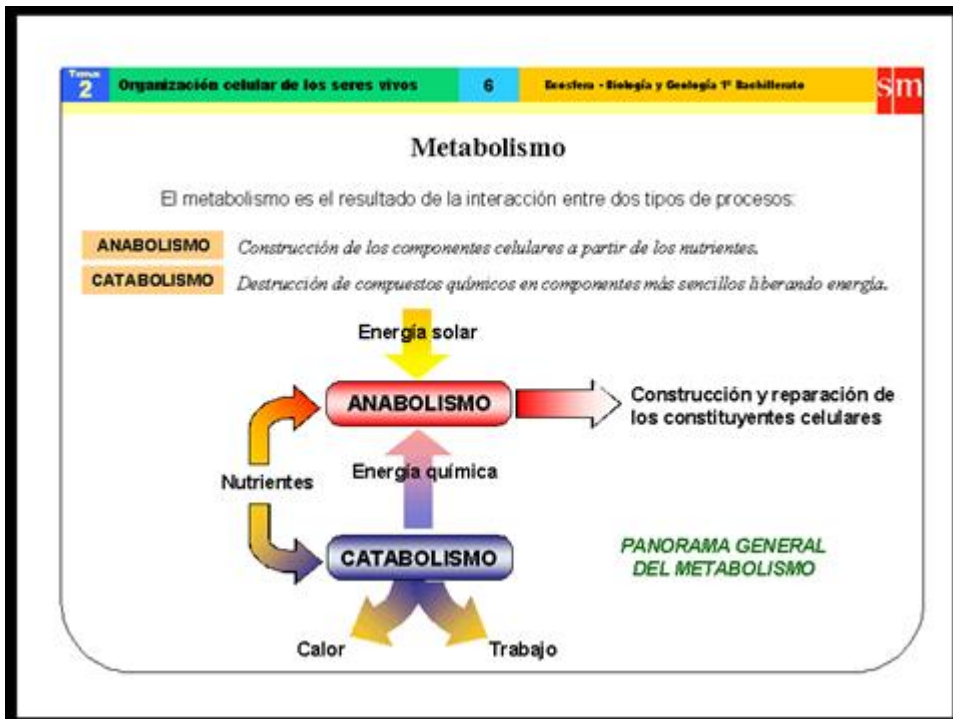 Tema
2
Organización celular de los seres vivos
6
Ecosfera - Biología y Geología 1º Bachillerato
sm
Metabolismo
El metabolismo es el resultado de la interacción entre dos tipos de procesos:
ANABOLISMO Construcción de los componentes celulares a partir de los nutrientes.
CATABOLISMO Destrucción de compuestos químicos en componentes más sencillos liberando energía.
Energía solar
ANABOLISMO
Construcción y reparación de
los constituyentes celulares
Nutrientes
Energía química
CATABOLISMO
PANORAMA GENERAL
DEL METABOLISMO
Calor
Trabajo